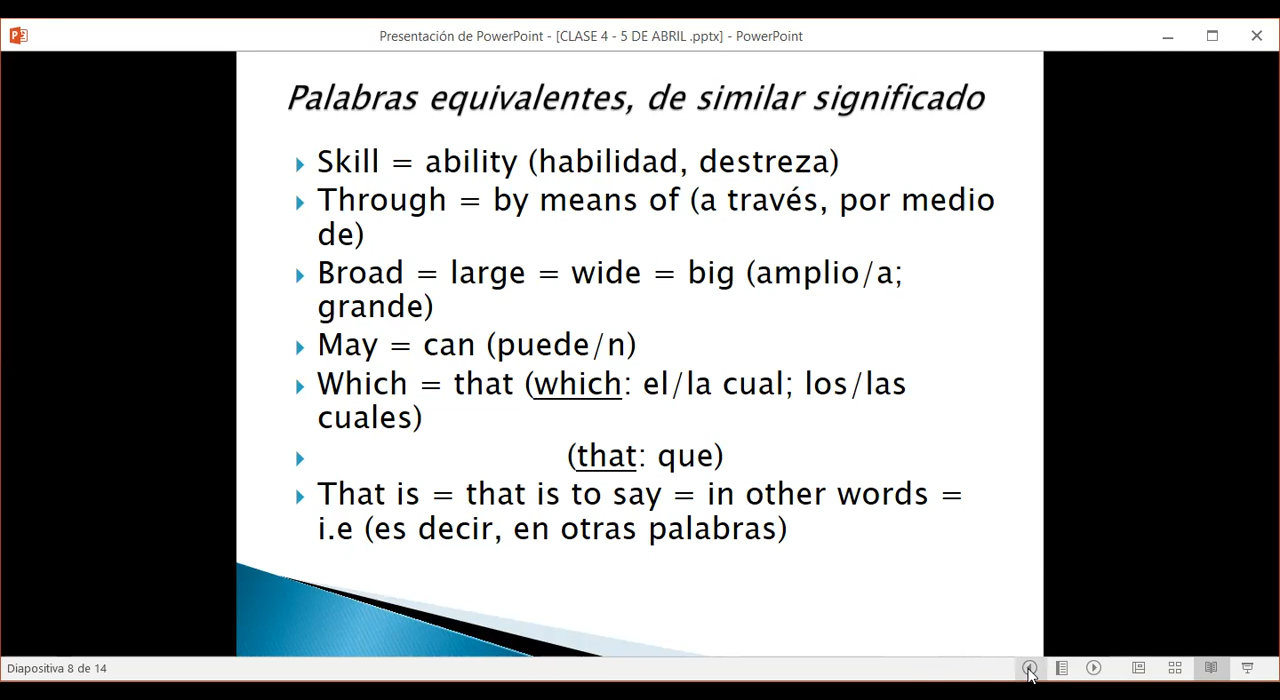 Presentación de PowerPoint - [CLASE 4 - 5 DE ABRIL .pptx] - PowerPoint
Palabras equivalentes, de similar significado
Skill = ability (habilidad, destreza)
Through = by means of (a través, por medio
de)
Broad = large = wide = big (amplio/a;
grande)
May = can (puede/n)
Which = that (which: el/la cual; los/las
cuales)
(that: que)
That is = that is to say = in other words =
i.e (es decir, en otras palabras)
Diapositiva 8 de 14